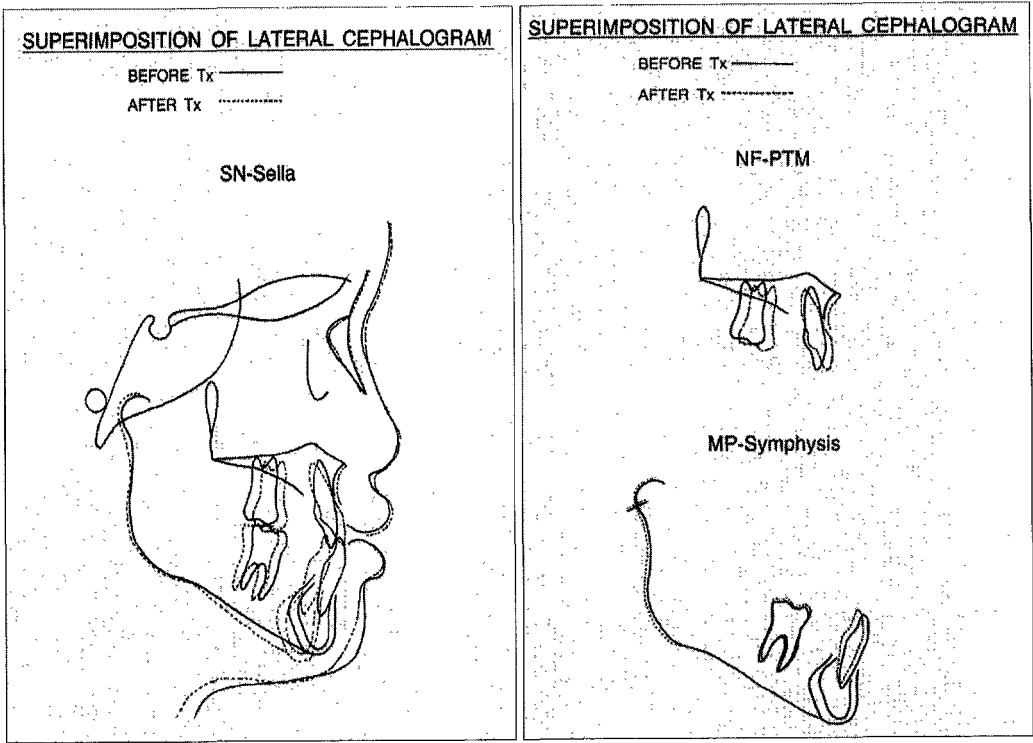 SUPERIMPOSITION OF LATERAL CEPHALOGRAM
BEFORE Tx
AFTER Tx
SN-Sella
SUPERIMPOSITION OF LATERAL CEPHALOGRAM
BEFORE Tx
AFTER Tx
NF-PTM
MP-Symphysis